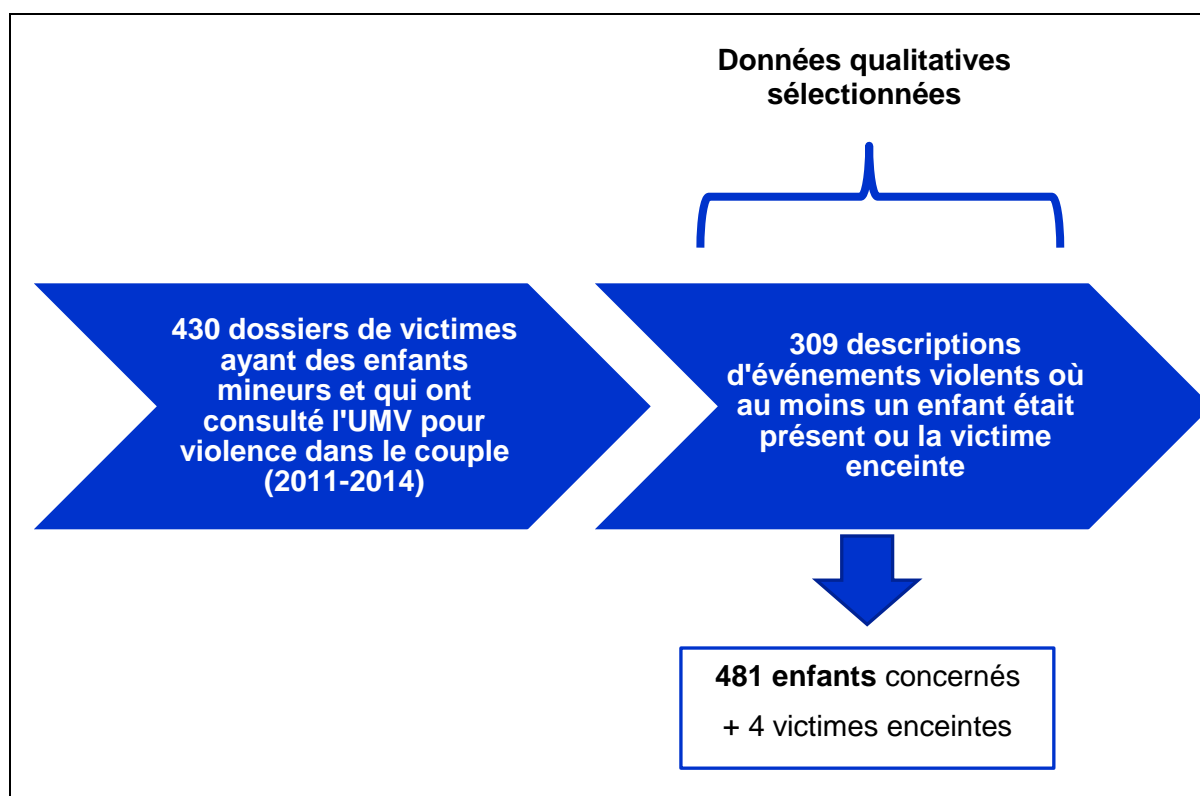 Données qualitatives
sélectionnées
430 dossiers de victimes
ayant des enfants
mineurs et qui ont
consulté l'UMV pour
violence dans le couple
(2011-2014)
309 descriptions
d'événements violents où
au moins un enfant était
présent ou la victime
enceinte
481 enfants concernés
+ 4 victimes enceintes